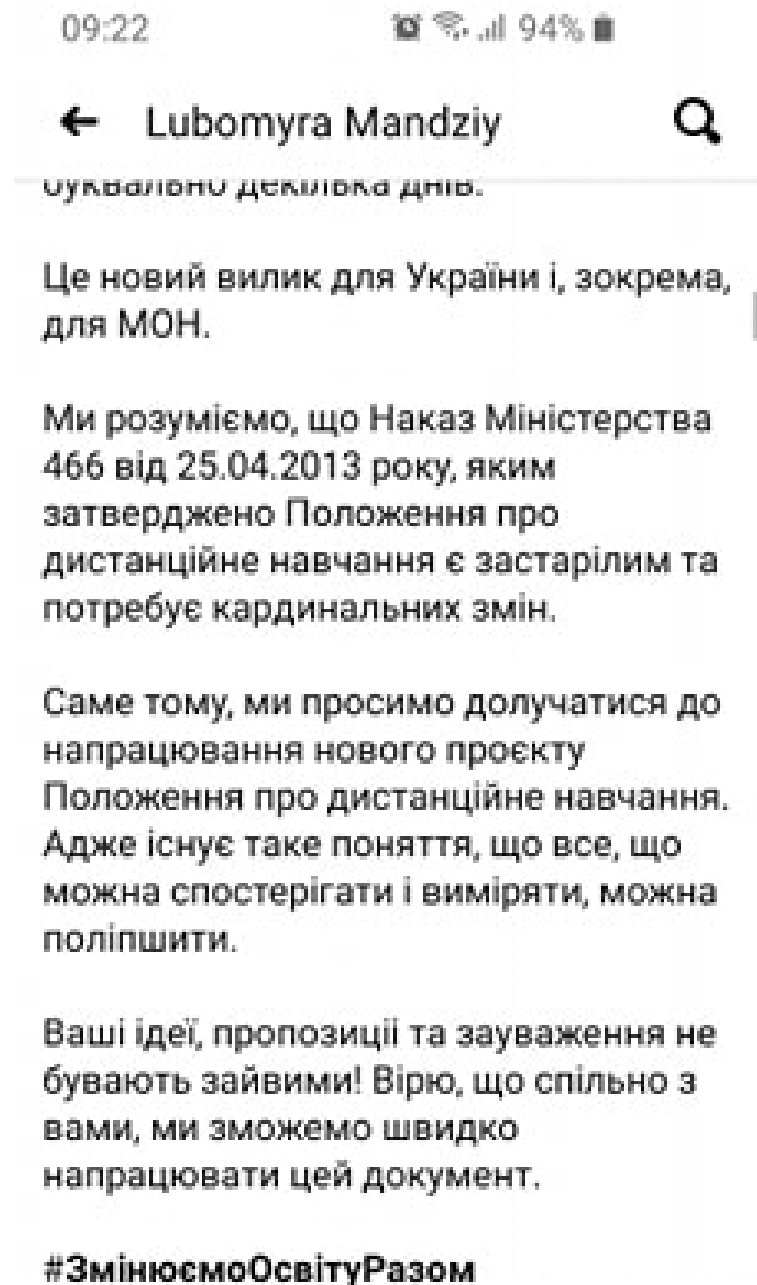 09:22 94%
Lubomyra Mandziy
буквально декілька днів.
Це новий вилик для України і, зокрема,
для МОН.
Ми розуміємо, що Наказ Міністерства
466 від 25.04.2013 року, яким
затверджено Положення про
дистанційне навчання є застарілим та
потребує кардинальних змін.
Саме тому, ми просимо долучатися до
напрацювання нового проєкту
Положення про дистанційне навчання.
Адже існує таке поняття, що все, що
можна спостерігати і виміряти, можна
поліпшити.
Ваші ідеї, пропозиціі та зауваження не
бувають зайвими! Вірю, що спільно з
вами, ми зможемо швидко
напрацювати цей документ.
#ЗмінюємоОсвітуРазом